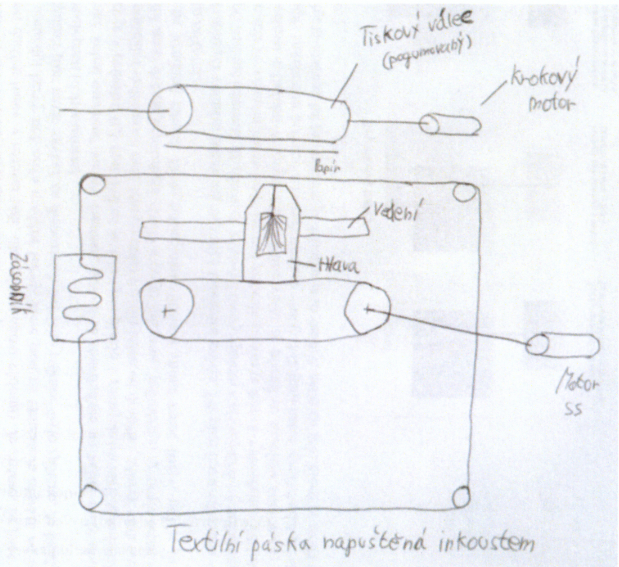 Tiskový válec
(pogumovaný)
Krokový
motor
Papír
Vedení
Hlava
Zásobník
Motor
ss
Textilní páska napuštěná inkoustem